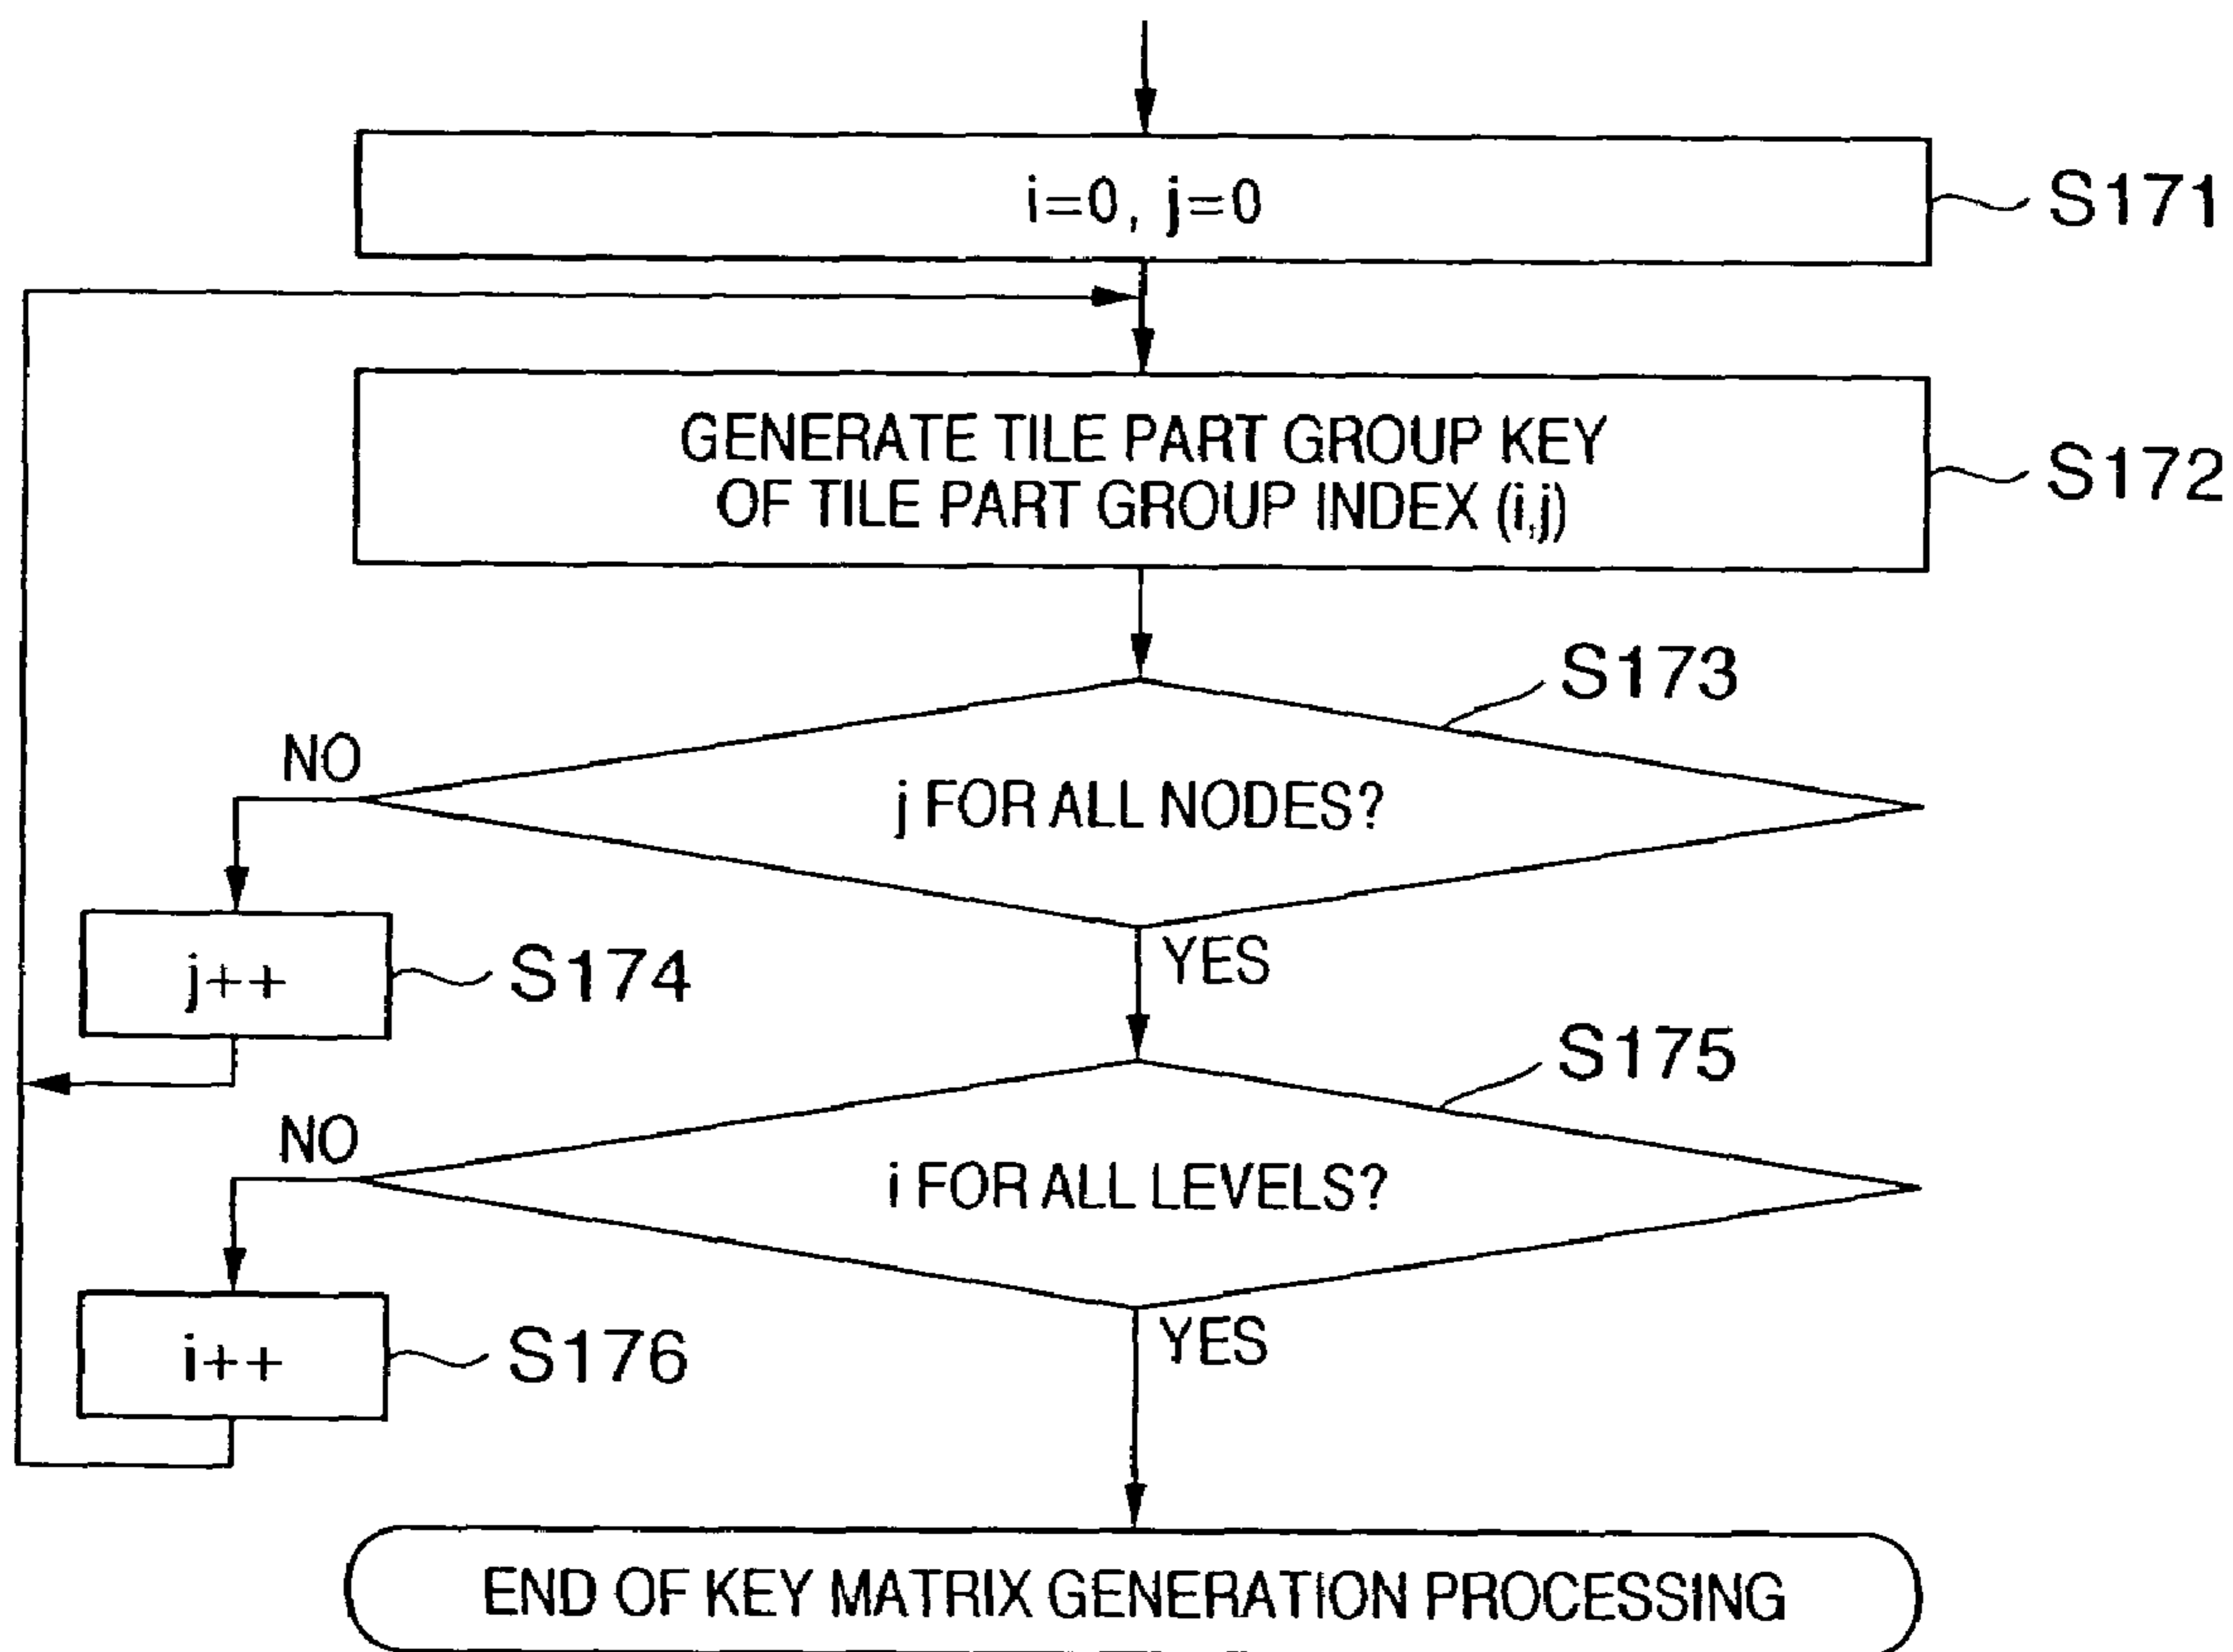 i=0, j=0
S171
GENERATE TILE PART GROUP KEY
OF TILE PART GROUP INDEX (i,j)
S172
S173
NO
j FOR ALL NODES?
j++
S174
YES
S175
NO
i FOR ALL LEVELS?
i++
S176
YES
END OF KEY MATRIX GENERATION PROCESSING